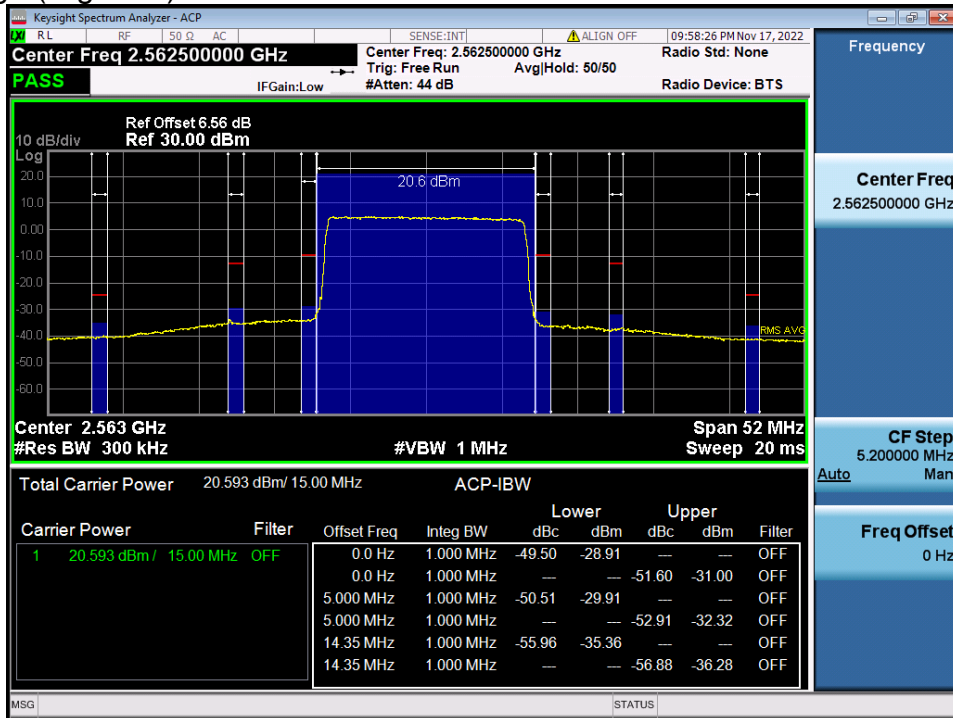 Keysight Spectrum Analyzer - ACP
LXI RL RF 50 Ω AC SENSE:INT ALIGN OFF 09:58:26 PM Nov 17, 2022
Center Freq 2.562500000 GHz Center Freq: 2.562500000 GHz Radio Std: None
Trig: Free Run Avg|Hold: 50/50
PASS IFGain:Low #Atten: 44 dB Radio Device: BTS
Ref Offset 6.56 dB
10 dB/div Ref 30.00 dBm
Log
20.0
20.6 dBm
10.0
0.00
-10.0
-20.0
-30.0
-40.0
RMS AVG
-50.0
-60.0
Center 2.563 GHz Span 52 MHz
#Res BW 300 kHz #VBW 1 MHz Sweep 20 ms
Total Carrier Power 20.593 dBm/ 15.00 MHz ACP-IBW
Lower Upper
Carrier Power Filter Offset Freq Integ BW dBc dBm dBc dBm Filter
1 20.593 dBm / 15.00 MHz OFF 0.0 Hz 1.000 MHz -49.50 -28.91 --- --- OFF
0.0 Hz 1.000 MHz --- --- -51.60 -31.00 OFF
5.000 MHz 1.000 MHz -50.51 -29.91 --- --- OFF
5.000 MHz 1.000 MHz --- --- -52.91 -32.32 OFF
14.35 MHz 1.000 MHz -55.96 -35.36 --- --- OFF
14.35 MHz 1.000 MHz --- --- -56.88 -36.28 OFF
MSG STATUS
Frequency
Center Freq
2.562500000 GHz
CF Step
5.200000 MHz
Auto Man
Freq Offset
0 Hz